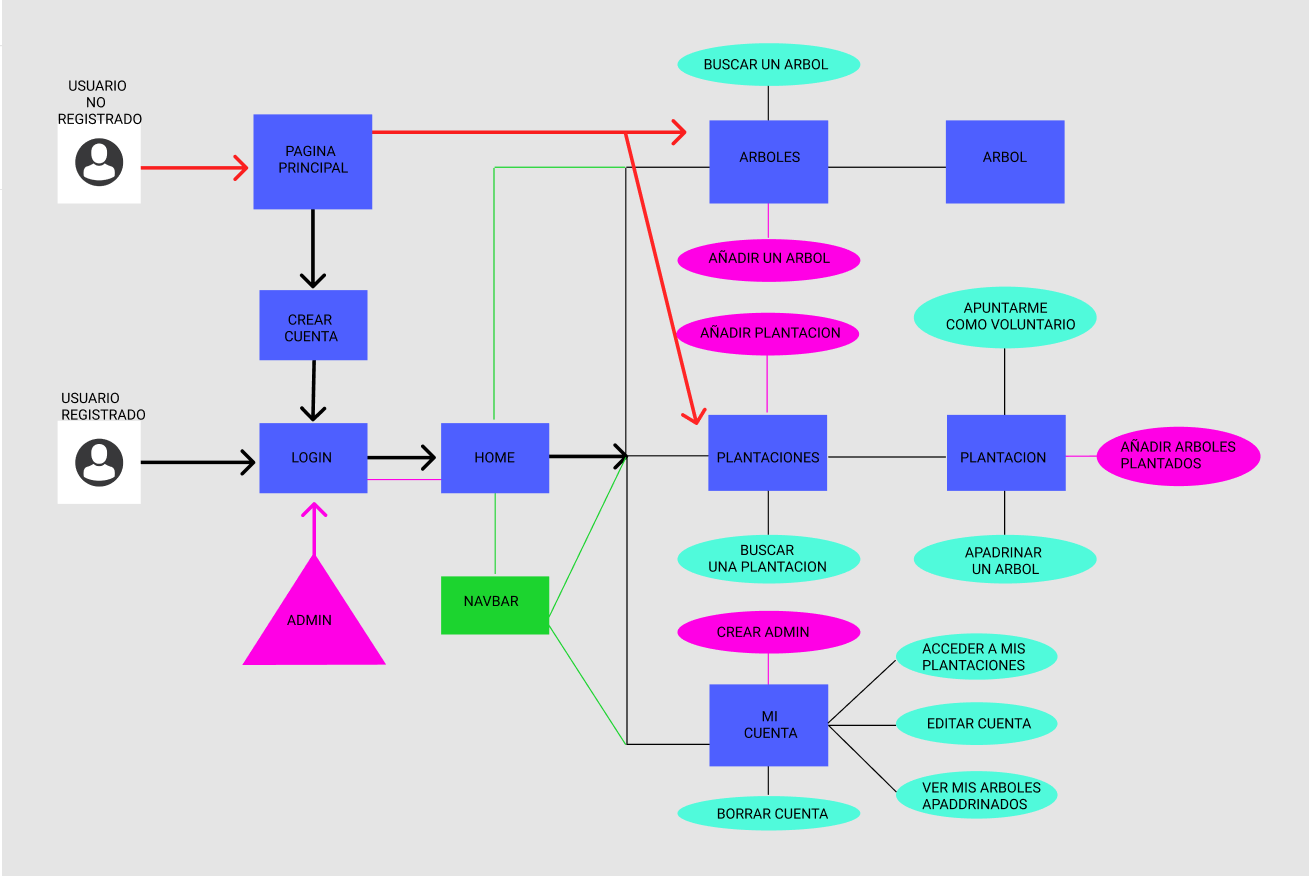 USUARIO
NO
REGISTRADO
PAGINA
PRINCIPAL
CREAR
CUENTA
USUARIO
REGISTRADO
LOGIN
HOME
ADMIN
NAVBAR
BUSCAR UN ARBOL
ARBOLES
ARBOL
AÑADIR UN ARBOL
AÑADIR PLANTACION
APUNTARME
COMO VOLUNTARIO
PLANTACIONES
PLANTACION
AÑADIR ARBOLES
PLANTADOS
BUSCAR
UNA PLANTACION
APADRINAR
UN ARBOL
CREAR ADMIN
MI
CUENTA
ACCEDER A MIS
PLANTACIONES
EDITAR CUENTA
VER MIS ARBOLES
APADDRINADOS
BORRAR CUENTA